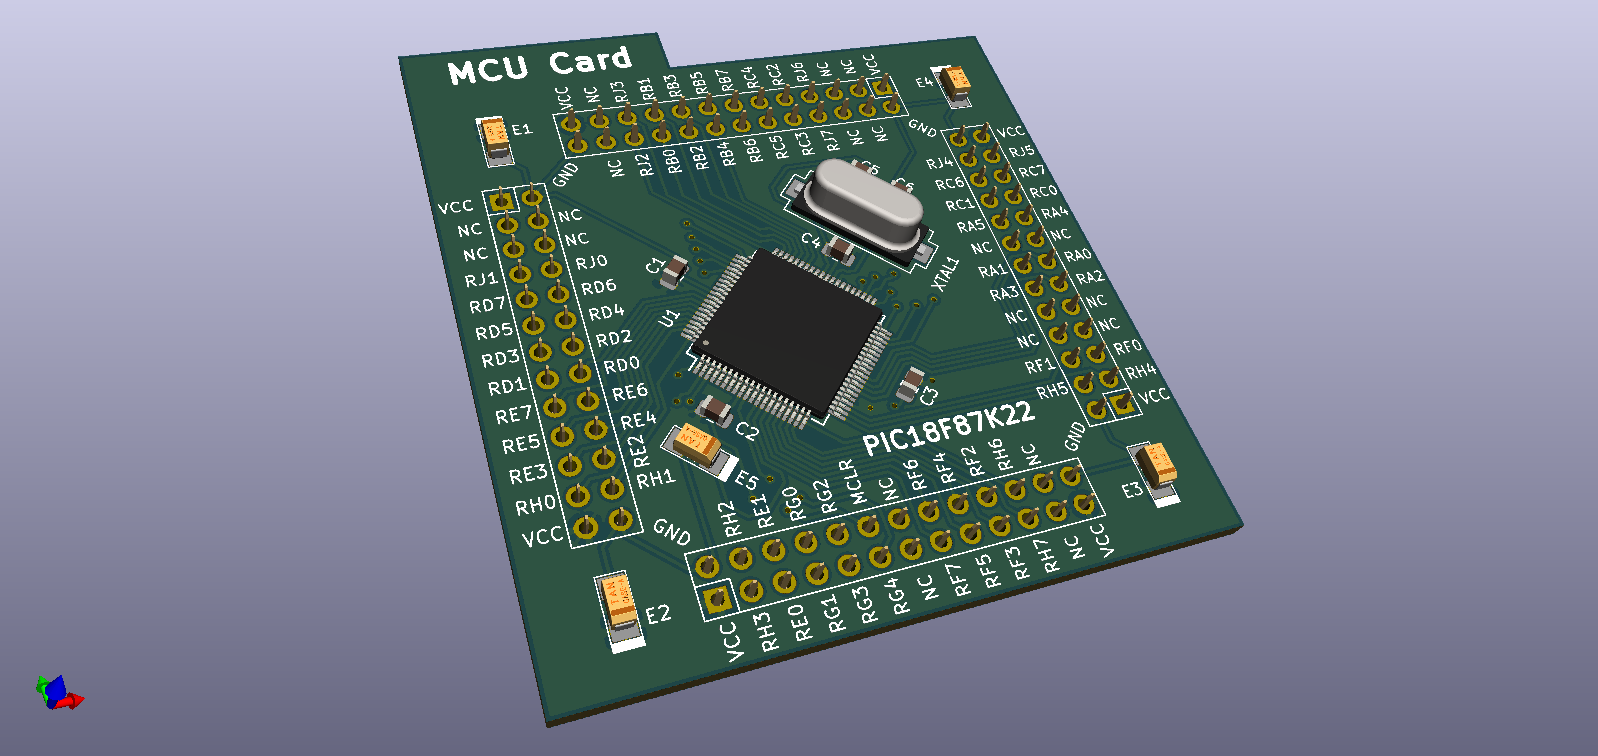 MCU Card
VCC
NC
RJ3
RB1
RB3
RB5
RB7
RC4
RC2
RJ6
NC
NC
VCC
GND
NC
RJ2
RB0
RB2
RB4
RB6
RC5
RC3
RJ7
NC
NC
GND
E1
E4
VCC
NC
NC
RJ1
RD7
RD5
RD3
RD1
RE7
RE5
RE3
RH0
VCC
NC
NC
RJ0
RD6
RD4
RD2
RD0
RE6
RE4
RE2
RH1
GND
C1
C4
U1
XTAL1
C2
C3
E5
PIC18F87K22
RJ4
RC6
RC1
RA5
NC
RA1
RA3
NC
NC
RF1
RH5
GND
VCC
RJ5
RC7
RC0
RA4
NC
RA0
RA2
NC
NC
RF0
RH4
VCC
RH2
RE1
RG0
RG2
MCLR
NC
RF6
RF4
RF2
RH6
NC
VCC
RH3
RE0
RG1
RG3
RG4
NC
RF7
RF5
RF3
RH7
NC
VCC
E2
E3
TAN
TAN
TAN